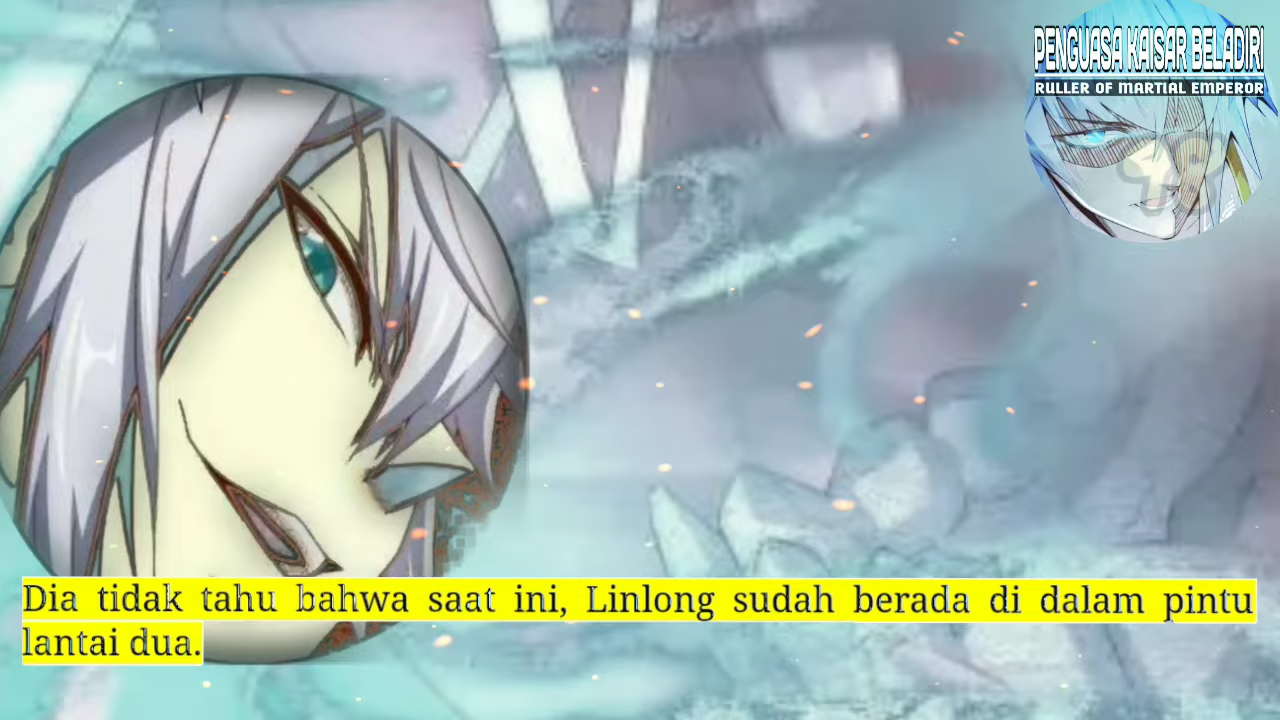 PENGUASA KAISAR BELADIRI
RULLER OF MARTIAL EMPEROR
Dia tidak tahu bahwa saat ini, Linlong sudah berada di dalam pintu
lantai dua.